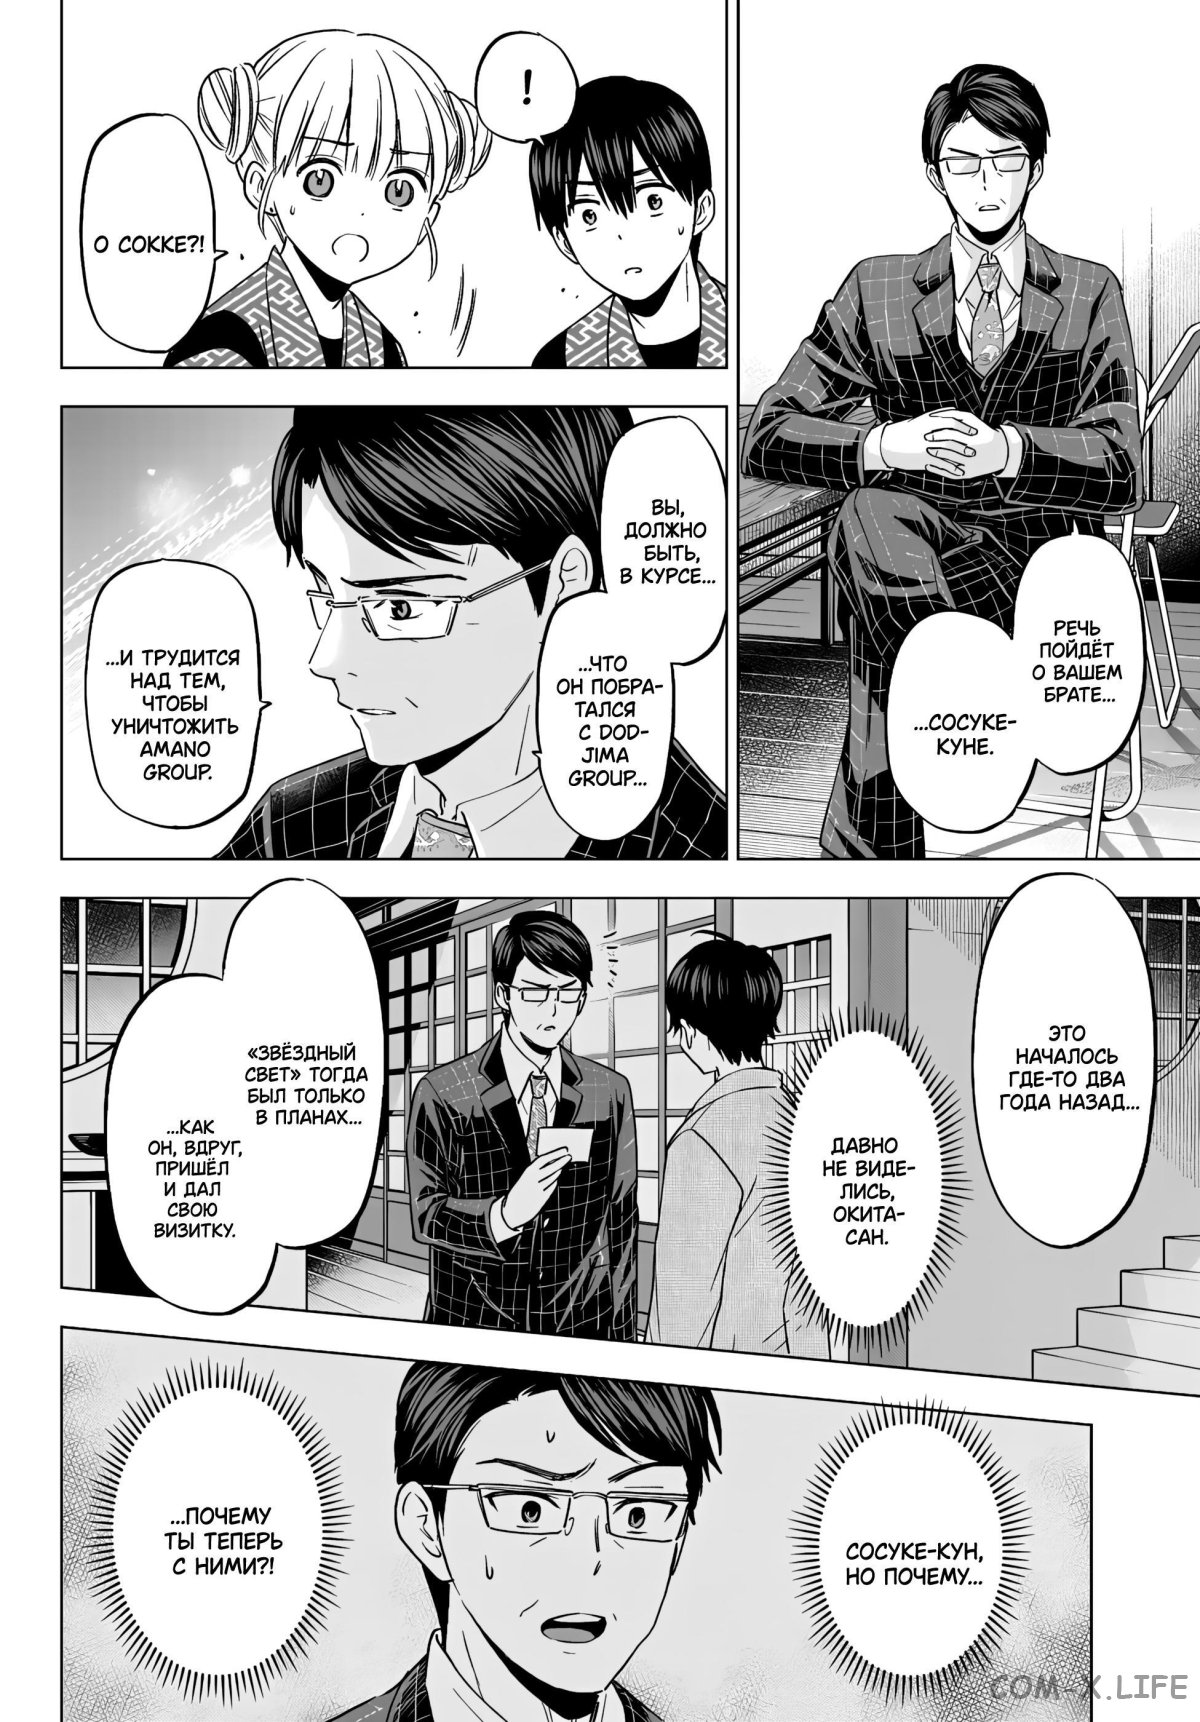 РЕЧЬ
ПОЙДЁТ
О ВАШЕМ
БРАТЕ...
...СОСУКЕ-
КУНЕ.
!
О СОККЕ?!
ВЫ,
ДОЛЖНО
БЫТЬ,
В КУРСЕ...
...ЧТО
ОН ПОБРА-
ТАЛСЯ
С DOD-
JIMA
GROUP...
...И ТРУДИТСЯ
НАД ТЕМ,
ЧТОБЫ
УНИЧТОЖИТЬ
AMANO
GROUP.
ЭТО
НАЧАЛОСЬ
ГДЕ-ТО ДВА
ГОДА НАЗАД...
ДАВНО
НЕ ВИДЕ-
ЛИСЬ,
ОКИТА-
САН.
«ЗВЁЗДНЫЙ
СВЕТ» ТОГДА
БЫЛ ТОЛЬКО
В ПЛАНАХ...
...КАК
ОН, ВДРУГ,
ПРИШЁЛ
И ДАЛ
СВОЮ
ВИЗИТКУ.
СОСУКЕ-КУН,
НО ПОЧЕМУ...
...ПОЧЕМУ
ТЫ ТЕПЕРЬ
С НИМИ?!
COM-X.LIFE